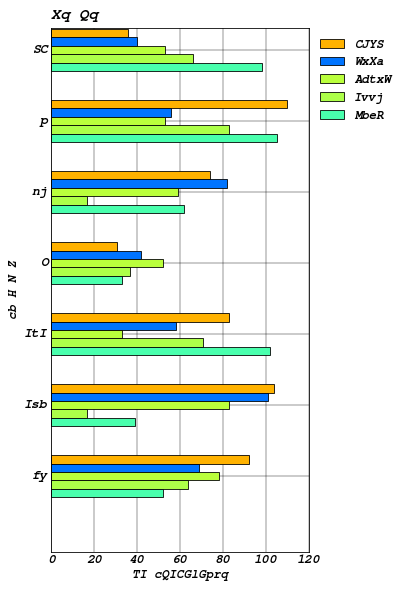 Xq Qq
CJYS
WxXa
AdtxW
Ivvj
MbeR
SC
p
nj
O
ItI
Isb
fy
cb H N Z
0 20 40 60 80 100 120
TI cQICGlGprq